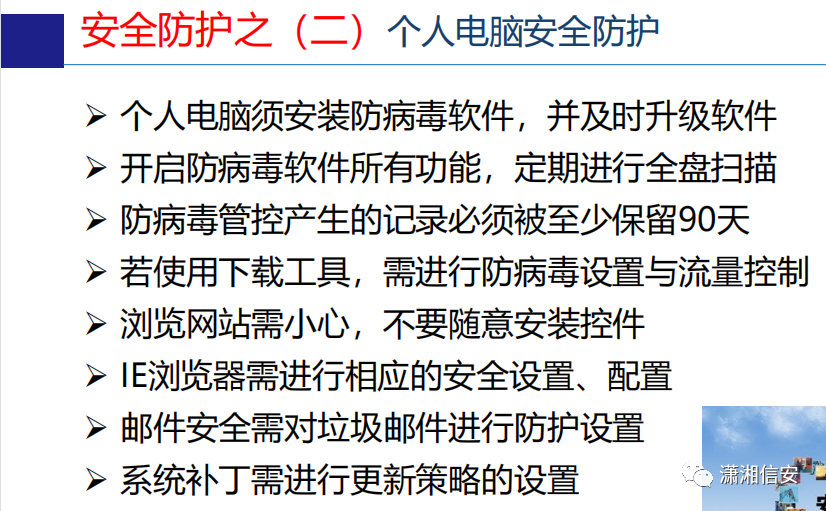 安全防护之（二）个人电脑安全防护
➢ 个人电脑须安装防病毒软件，并及时升级软件
➢ 开启防病毒软件所有功能，定期进行全盘扫描
➢ 防病毒管控产生的记录必须被至少保留90天
➢ 若使用下载工具，需进行防病毒设置与流量控制
➢ 浏览网站需小心，不要随意安装控件
➢ IE浏览器需进行相应的安全设置、配置
➢ 邮件安全需对垃圾邮件进行防护设置
➢ 系统补丁需进行更新策略的设置
潇湘信安